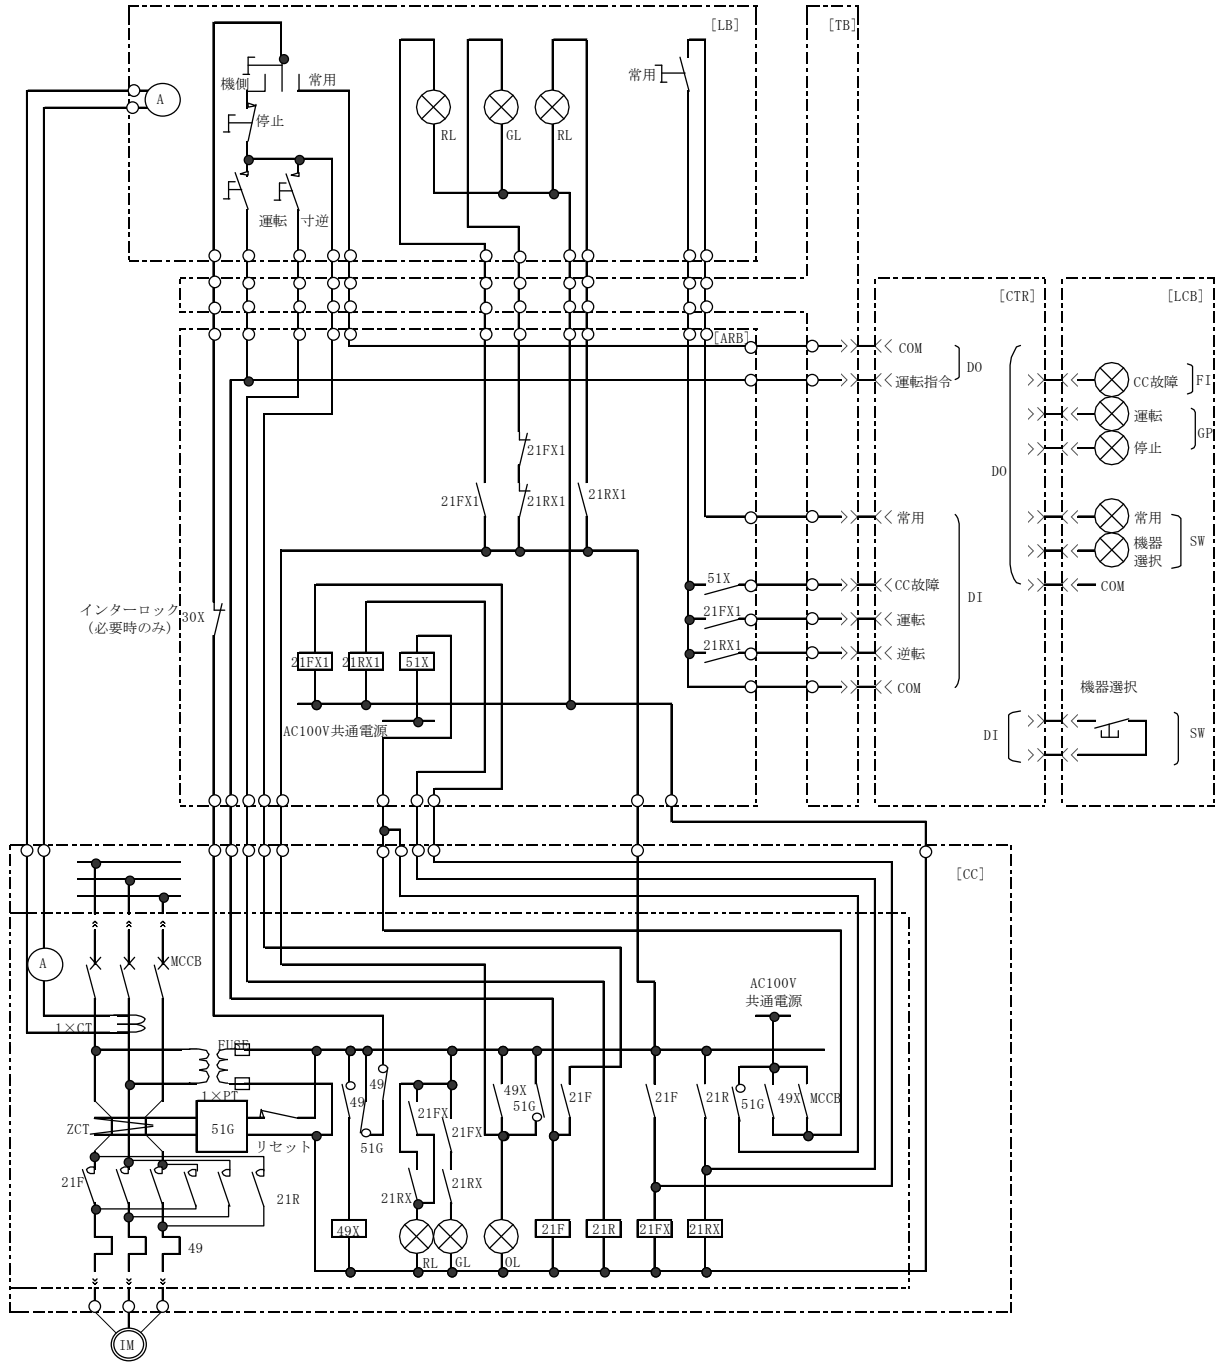 [LB]
[TB]
機側
常用
A
停止
RL
GL
RL
常用
運転
寸逆
[CTR]
[LCB]
[ARB]
COM
DO
運転指令
CC故障
FI
運転
GP
停止
21FX1
21FX1
21RX1
21RX1
DO
常用
常用
SW
機器
選択
51X
CC故障
COM
DI
インターロック
(必要時のみ)
30X
21FX1
運転
21RX1
逆転
21FX1
21RX1
51X
COM
機器選択
AC100V共通電源
DI
SW
[CC]
A
MCCB
AC100V
共通電源
1×CT
FUSE
1×PT
ZCT
51G
リセット
49
49
51G
21FX
21FX
49X
51G
21F
21F
21R
51G
49X
MCCB
21F
21R
21RX
21RX
49X
21F
21R
21FX
21RX
49
RL
GL
OL
IM